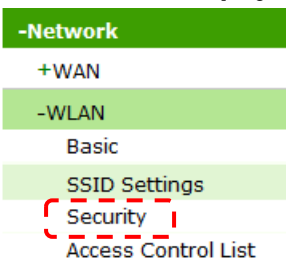 -Network
+WAN
-WLAN
Basic
SSID Settings
Security
Access Control List